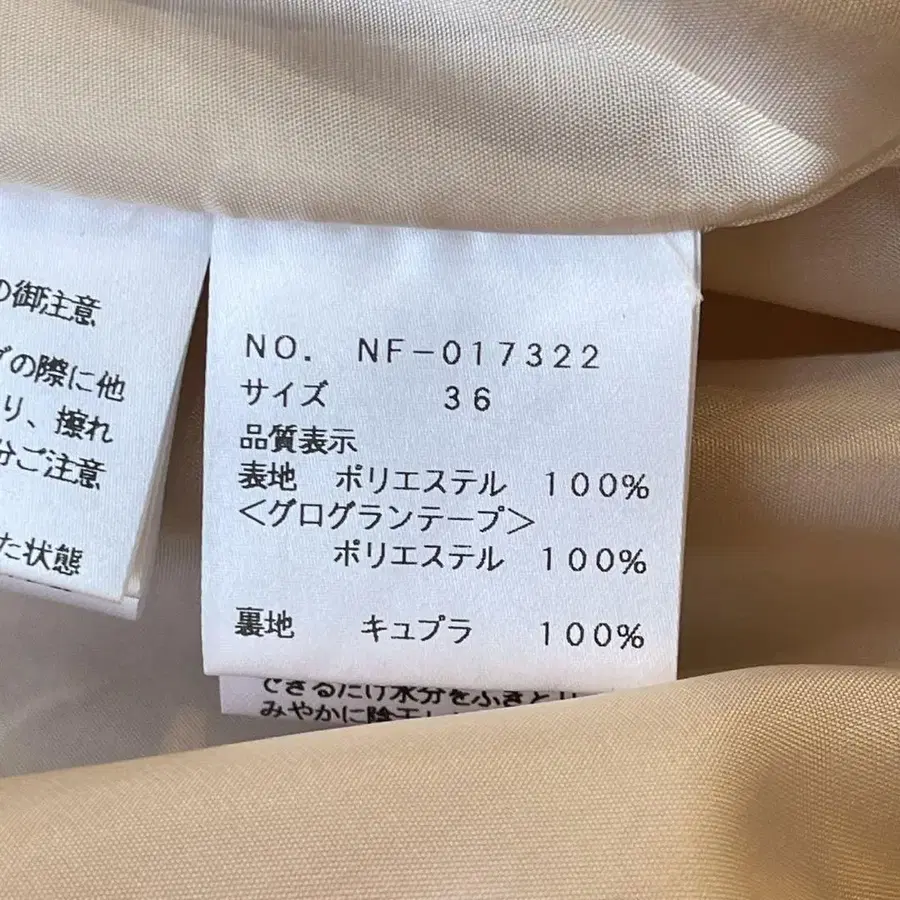 の御注意
の際に他
り、擦れ
分ご注意
た状態
NO. NF-017322
サイズ 36
品質表示
表地 ポリエステル 100%
<グログランテープ>
ポリエステル 100%
裏地 キュプラ 100%
できるだけ水分をふきとり
みやかに陰干し